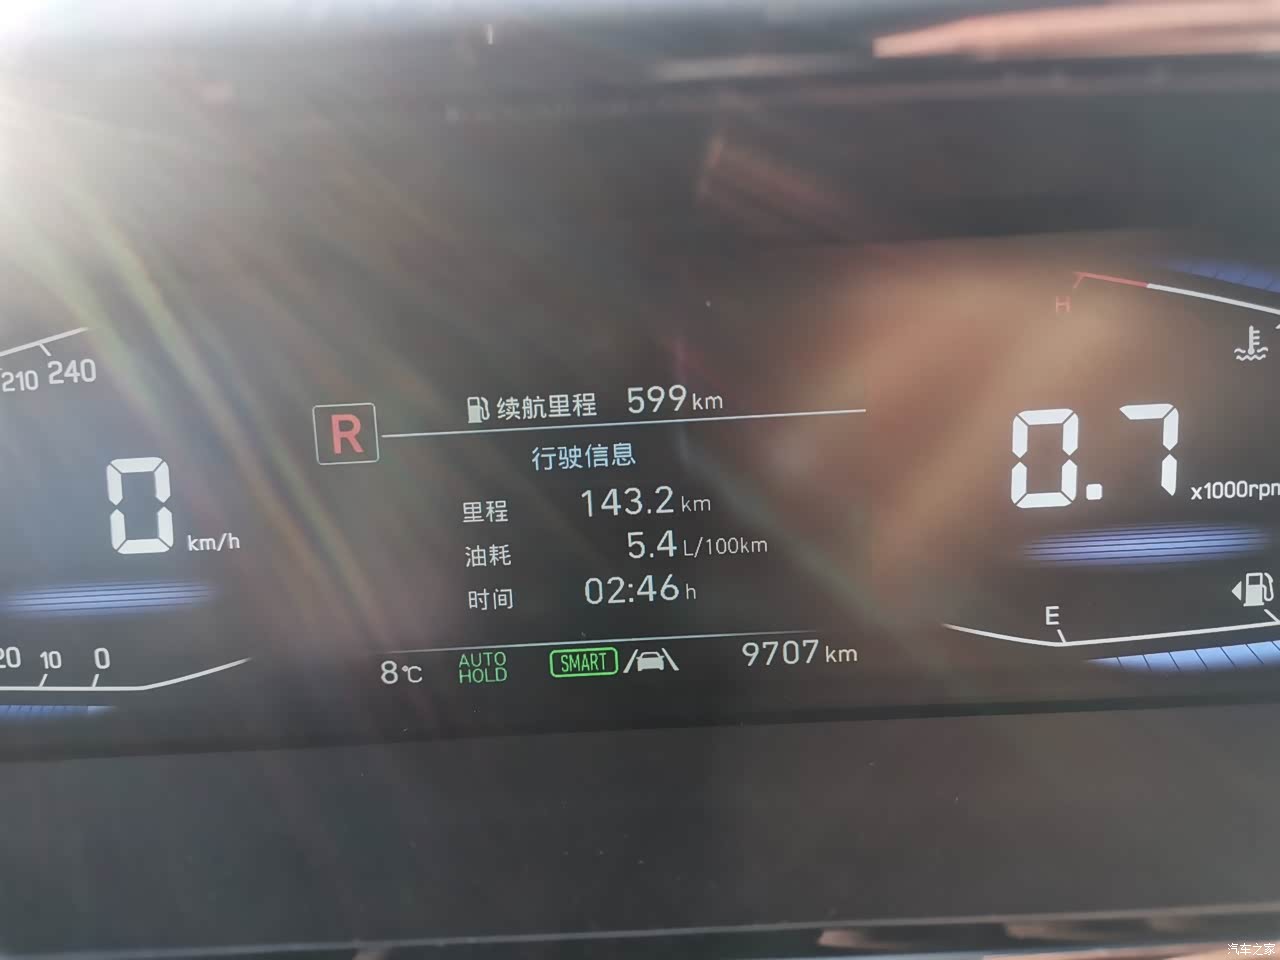 210 240
H
R
续航里程 599 km
行驶信息
0 km/h
0.7 x1000rpm
里程 143.2 km
油耗 5.4 L/100km
时间 02:46 h
E
20 10 0
8℃ AUTO HOLD SMART 9707 km
汽车之家